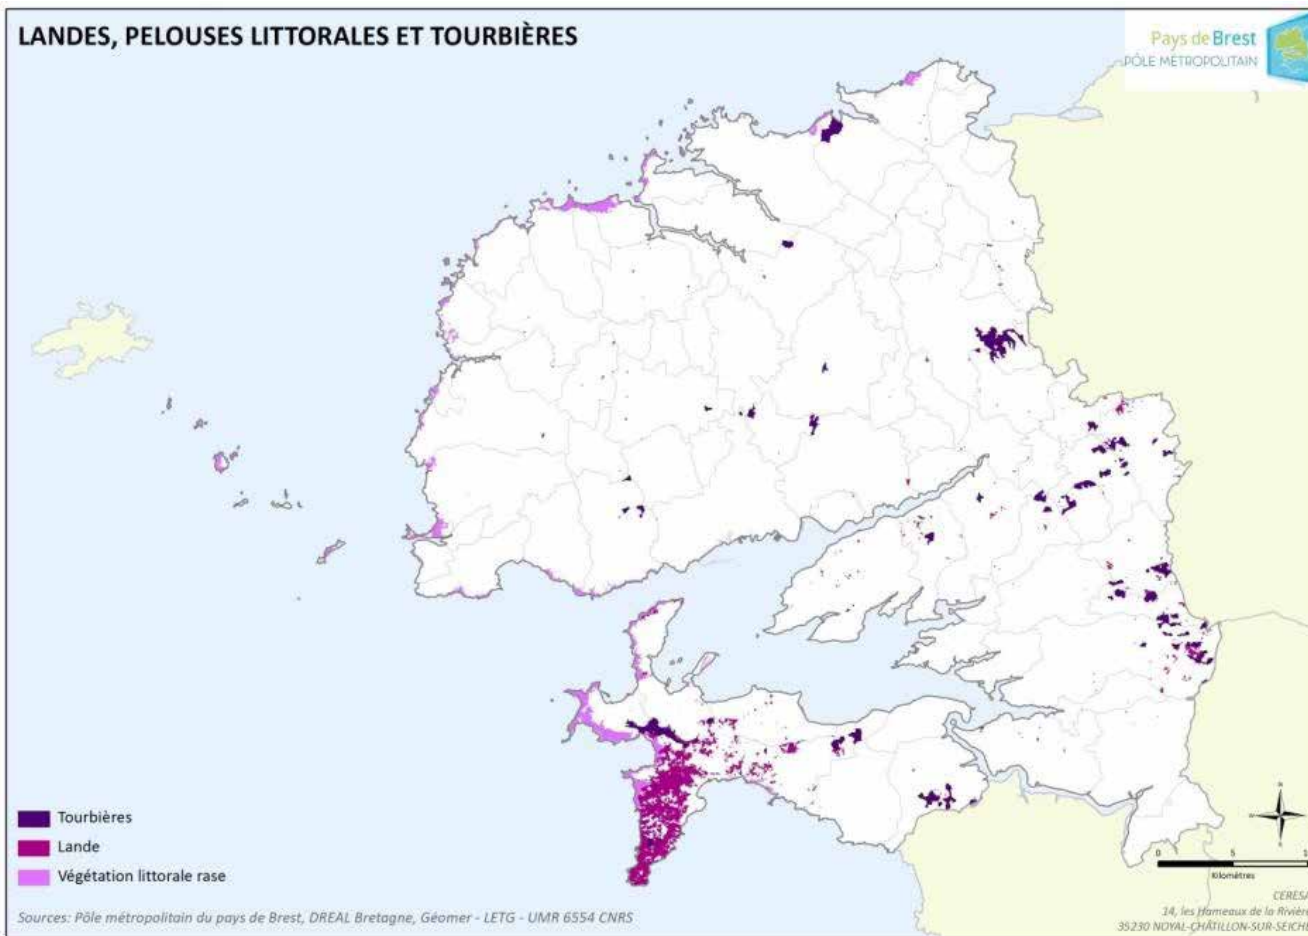 LANDES, PELOUSES LITTORALES ET TOURBIÈRES
Pays de Brest
PÔLE MÉTROPOLITAIN
Tourbières
Lande
Végétation littorale rase
0 5 1
Kilomètres
Sources: Pôle métropolitain du pays de Brest, DREAL Bretagne, Géomer - LETG - UMR 6554 CNRS
CERESA
14, les Hameaux de la Rivière
35230 NOYAL-CHÂTILLON-SUR-SEICHE